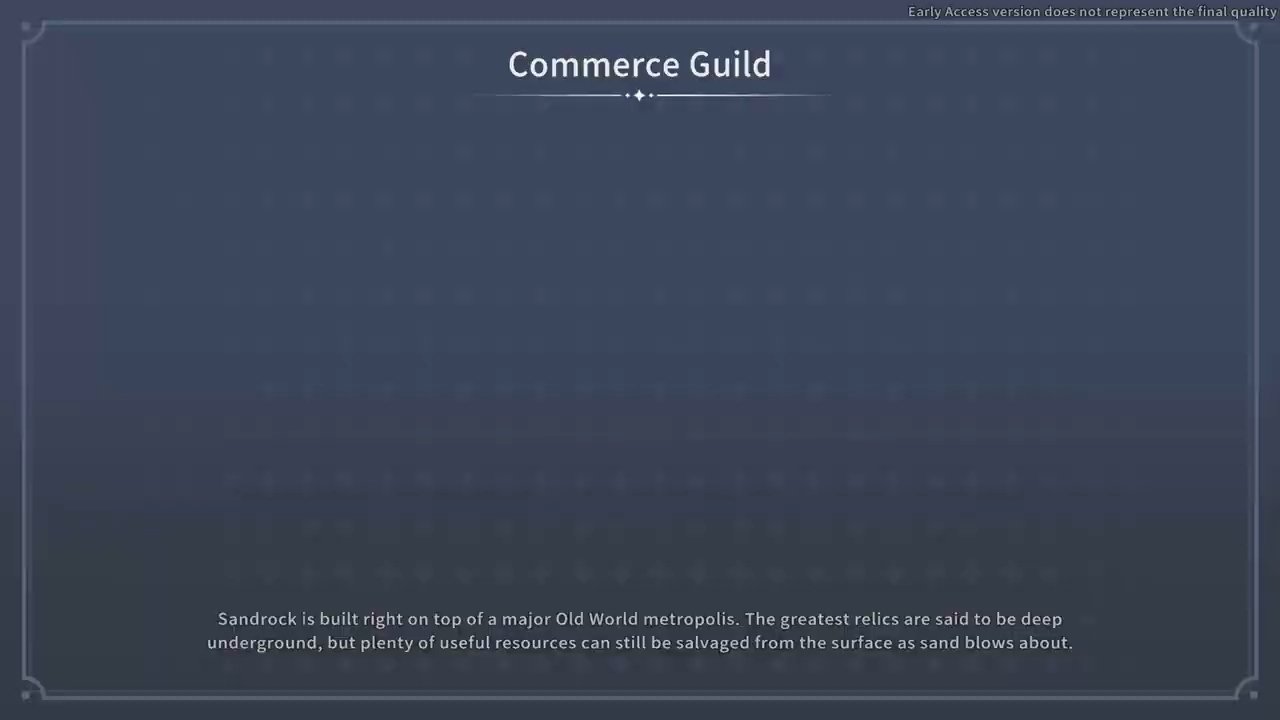 Early Access version does not represent the final quality
Commerce Guild
Sandrock is built right on top of a major Old World metropolis. The greatest relics are said to be deep
underground, but plenty of useful resources can still be salvaged from the surface as sand blows about.